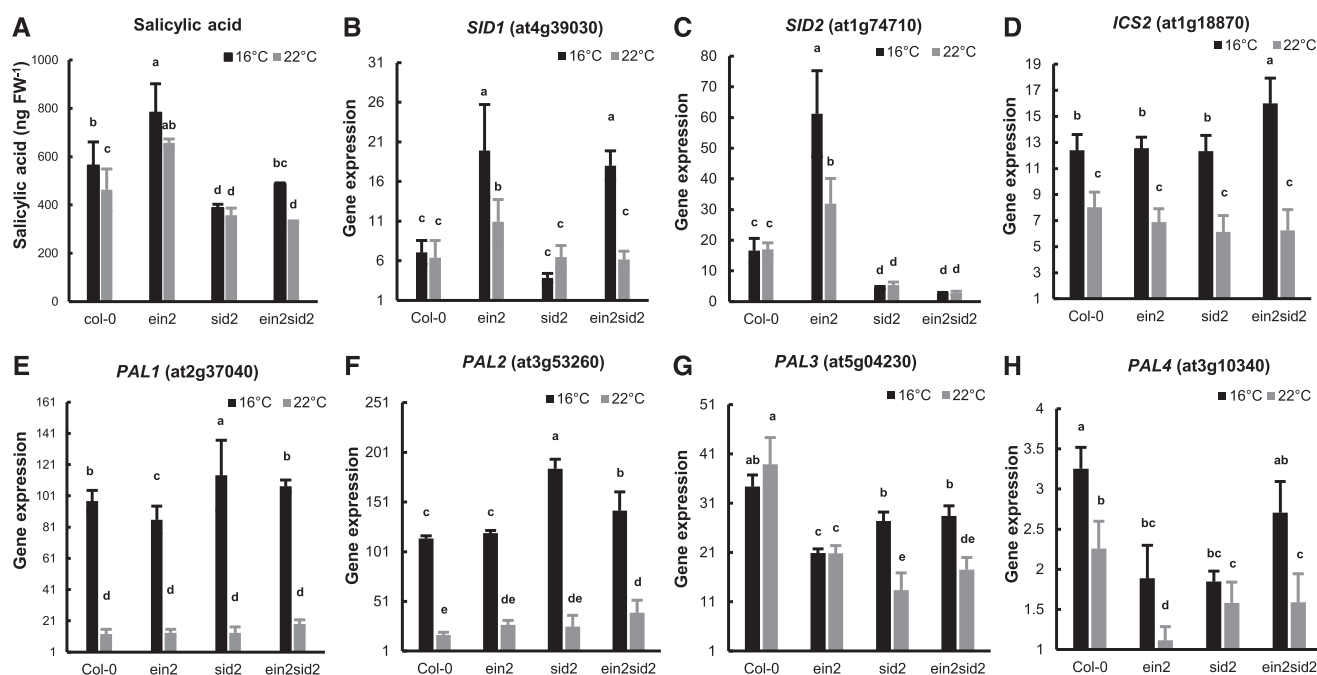 A Salicylic acid
16°C 22°C
Salicylic acid (ng FW⁻¹)
1000
800
600
400
200
0
b c a ab d d bc d
col-0 ein2 sid2 ein2sid2
B SID1 (at4g39030)
16°C 22°C
Gene expression
31
26
21
16
11
6
1
c c a b c c a c
Col-0 ein2 sid2 ein2sid2
C SID2 (at1g74710)
16°C 22°C
Gene expression
80
70
60
50
40
30
20
10
0
c c a b d d d d
Col-0 ein2 sid2 ein2sid2
D ICS2 (at1g18870)
16°C 22°C
Gene expression
19
17
15
13
11
9
7
5
3
1
b c b c b c a c
Col-0 ein2 sid2 ein2sid2
E PAL1 (at2g37040)
16°C 22°C
Gene expression
161
141
121
101
81
61
41
21
1
b d c d a d b d
Col-0 ein2 sid2 ein2sid2
F PAL2 (at3g53260)
16°C 22°C
Gene expression
251
201
151
101
51
1
c e c de a de b d
Col-0 ein2 sid2 ein2sid2
G PAL3 (at5g04230)
16°C 22°C
Gene expression
51
41
31
21
11
1
ab a c c b e b de
Col-0 ein2 sid2 ein2sid2
H PAL4 (at3g10340)
16°C 22°C
Gene expression
4
3.5
3
2.5
2
1.5
1
a b bc d bc c ab c
Col-0 ein2 sid2 ein2sid2